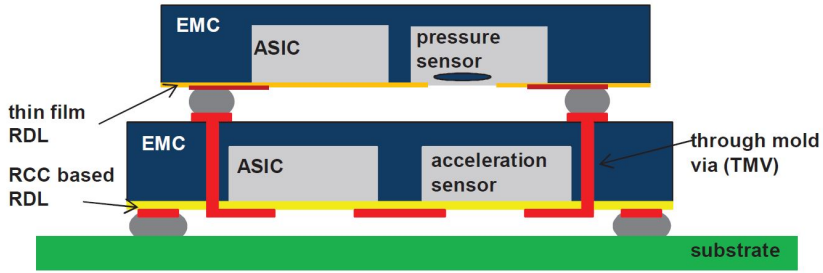 EMC
ASIC
pressure
sensor
thin film
RDL
EMC
ASIC
acceleration
sensor
through mold
via (TMV)
RCC based
RDL
substrate